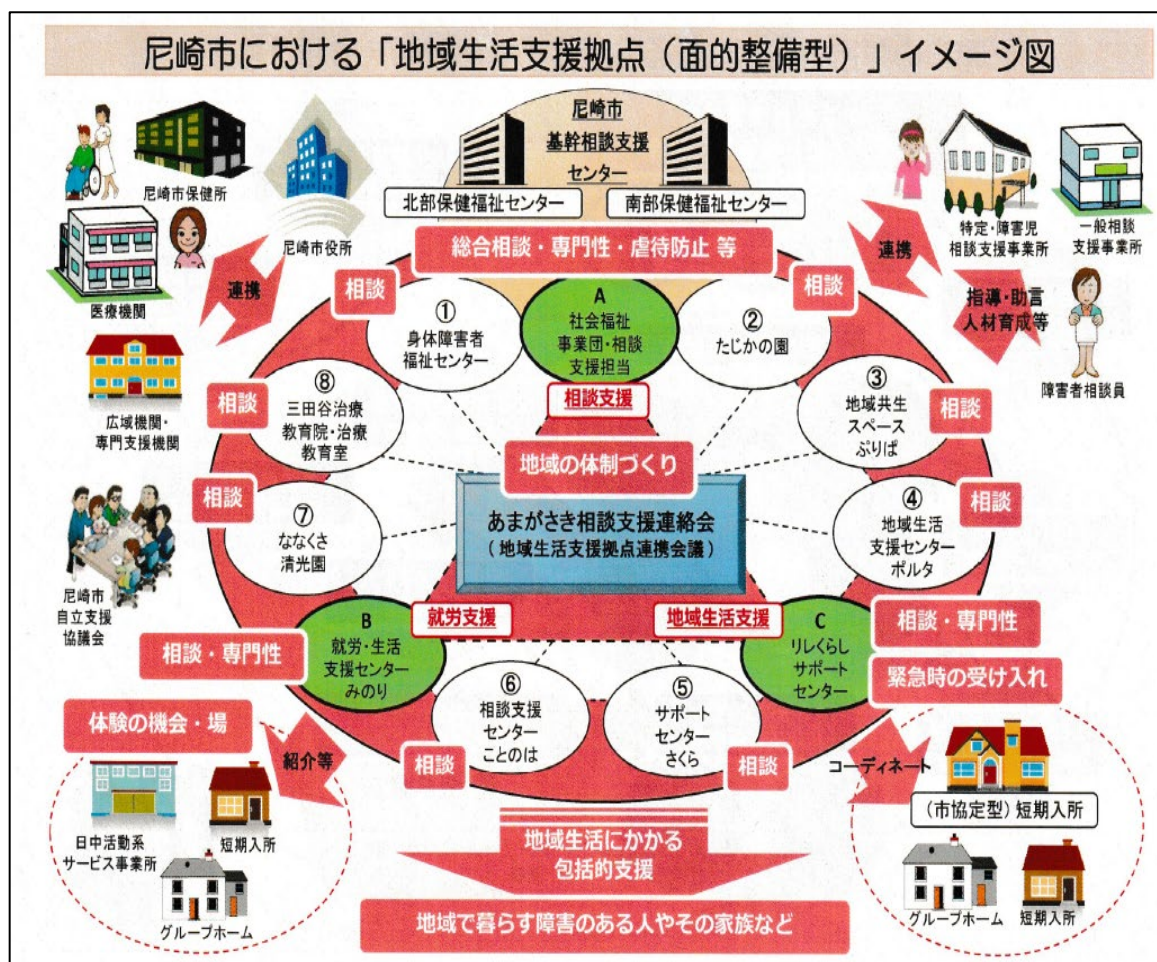 尼崎市における「地域生活支援拠点（面的整備型）」イメージ図
尼崎市
基幹相談支援
センター
北部保健福祉センター
南部保健福祉センター
尼崎市保健所
尼崎市役所
医療機関
連携
広域機関・
専門支援機関
特定・障害児
相談支援事業所
一般相談
支援事業所
連携
指導・助言
人材育成等
障害者相談員
総合相談・専門性・虐待防止 等
相談
①
身体障害者
福祉センター
A
社会福祉
事業団・相談
支援担当
相談支援
相談
②
たじかの園
相談
⑧
三田谷治療
教育院・治療
教育室
③
地域共生
スペース
ぷりぱ
相談
地域の体制づくり
あまがさき相談支援連絡会
（地域生活支援拠点連携会議）
相談
⑦
ななくさ
清光園
④
地域生活
支援センター
ポルタ
相談
尼崎市
自立支援
協議会
相談・専門性
B
就労・生活
支援センター
みのり
就労支援
地域生活支援
C
リレくらし
サポート
センター
相談・専門性
緊急時の受け入れ
⑥
相談支援
センター
ことのは
相談
⑤
サポート
センター
さくら
相談
体験の機会・場
紹介等
日中活動系
サービス事業所
短期入所
グループホーム
コーディネート
（市協定型）短期入所
グループホーム
短期入所
地域生活にかかる
包括的支援
地域で暮らす障害のある人やその家族など